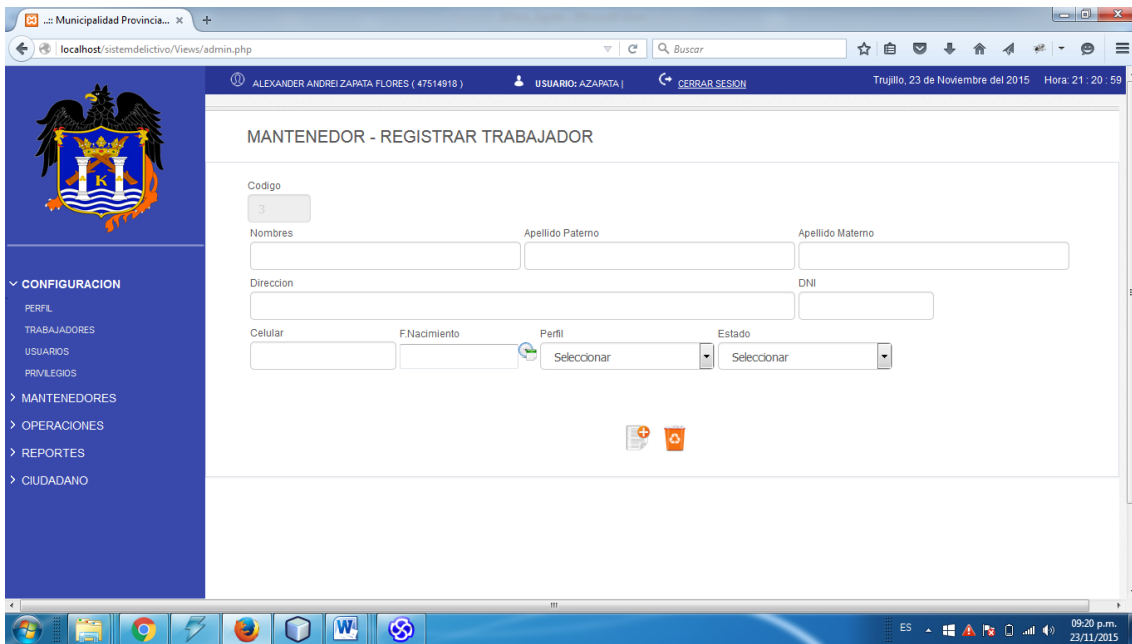 ..:: Municipalidad Provincia... × +
localhost/sistemdelictivo/Views/admin.php
Buscar
ALEXANDER ANDREI ZAPATA FLORES ( 47514918 ) USUARIO: AZAPATA | CERRAR SESION Trujillo, 23 de Noviembre del 2015 Hora: 21 : 20 : 59
K
MANTENEDOR - REGISTRAR TRABAJADOR
Codigo
3
Nombres Apellido Paterno Apellido Materno
Direccion DNI
Celular F.Nacimiento Perfil Estado
Seleccionar Seleccionar
CONFIGURACION
PERFIL
TRABAJADORES
USUARIOS
PRIVILEGIOS
MANTENEDORES
OPERACIONES
REPORTES
CIUDADANO
ES 09:20 p.m.
23/11/2015